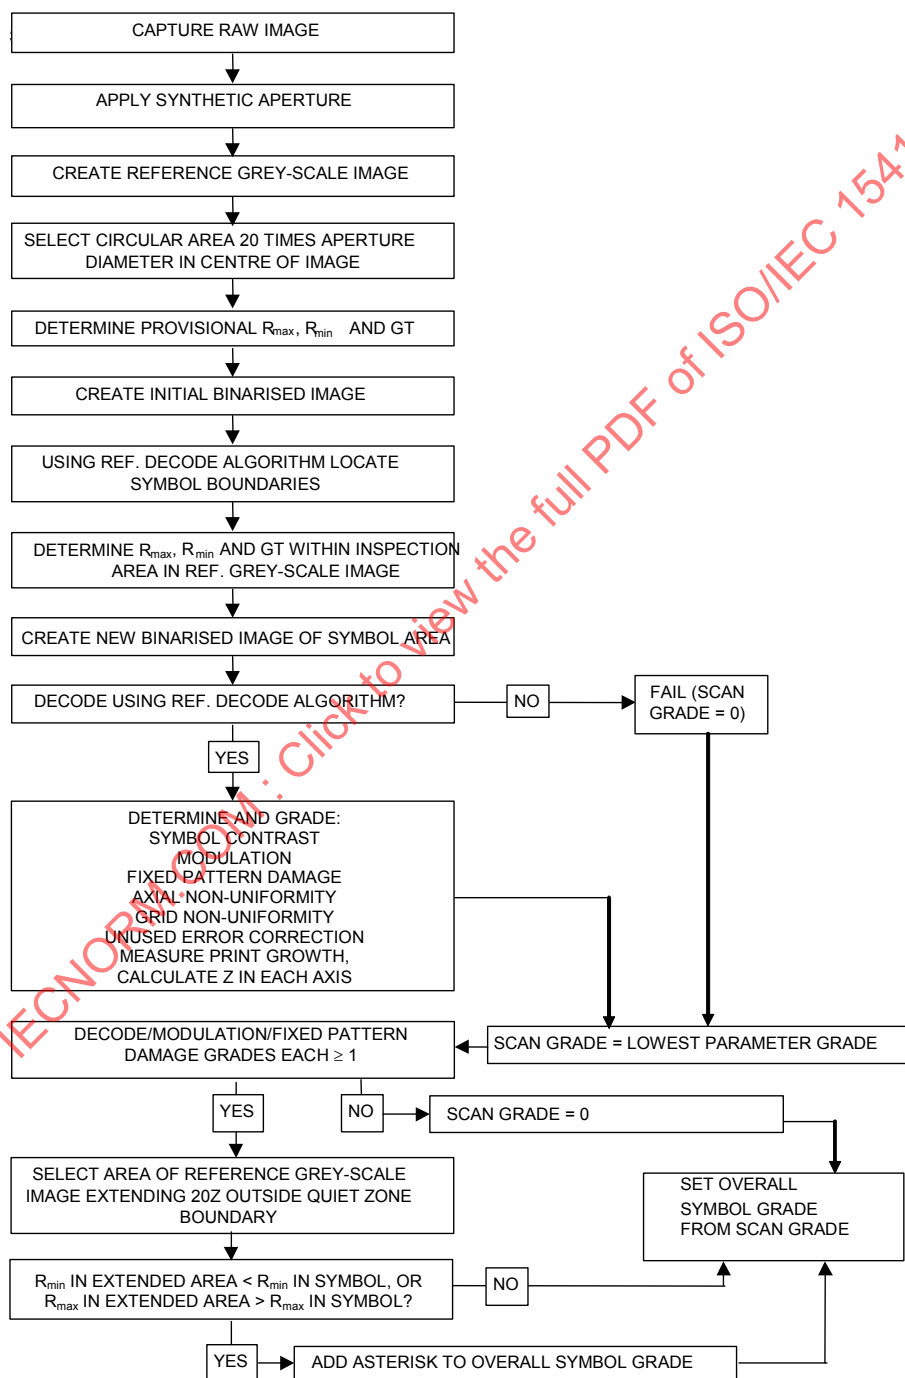 CAPTURE RAW IMAGE
APPLY SYNTHETIC APERTURE
CREATE REFERENCE GREY-SCALE IMAGE
SELECT CIRCULAR AREA 20 TIMES APERTURE
DIAMETER IN CENTRE OF IMAGE
DETERMINE PROVISIONAL Rmax, Rmin AND GT
CREATE INITIAL BINARISED IMAGE
USING REF. DECODE ALGORITHM LOCATE
SYMBOL BOUNDARIES
DETERMINE Rmax, Rmin AND GT WITHIN INSPECTION
AREA IN REF. GREY-SCALE IMAGE
CREATE NEW BINARISED IMAGE OF SYMBOL AREA
DECODE USING REF. DECODE ALGORITHM?
NO
FAIL (SCAN
GRADE = 0)
YES
DETERMINE AND GRADE:
SYMBOL CONTRAST
MODULATION
FIXED PATTERN DAMAGE
AXIAL NON-UNIFORMITY
GRID NON-UNIFORMITY
UNUSED ERROR CORRECTION
MEASURE PRINT GROWTH,
CALCULATE Z IN EACH AXIS
DECODE/MODULATION/FIXED PATTERN
DAMAGE GRADES EACH ≥ 1
SCAN GRADE = LOWEST PARAMETER GRADE
YES
NO
SCAN GRADE = 0
SELECT AREA OF REFERENCE GREY-SCALE
IMAGE EXTENDING 20Z OUTSIDE QUIET ZONE
BOUNDARY
SET OVERALL
SYMBOL GRADE
FROM SCAN GRADE
Rmin IN EXTENDED AREA < Rmin IN SYMBOL, OR
Rmax IN EXTENDED AREA > Rmax IN SYMBOL?
NO
YES
ADD ASTERISK TO OVERALL SYMBOL GRADE
IECNORM.COM : Click to view the full PDF of ISO/IEC 1541